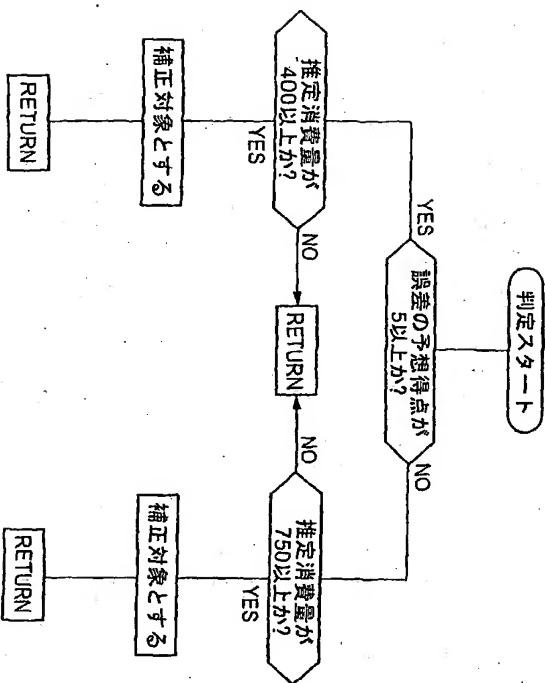 判定スタート
誤差の予想得点が
5以上か?
YES
NO
推定消費量が
400以上か?
NO
YES
RETURN
推定消費量が
750以上か?
NO
YES
補正対象とする
補正対象とする
RETURN
RETURN